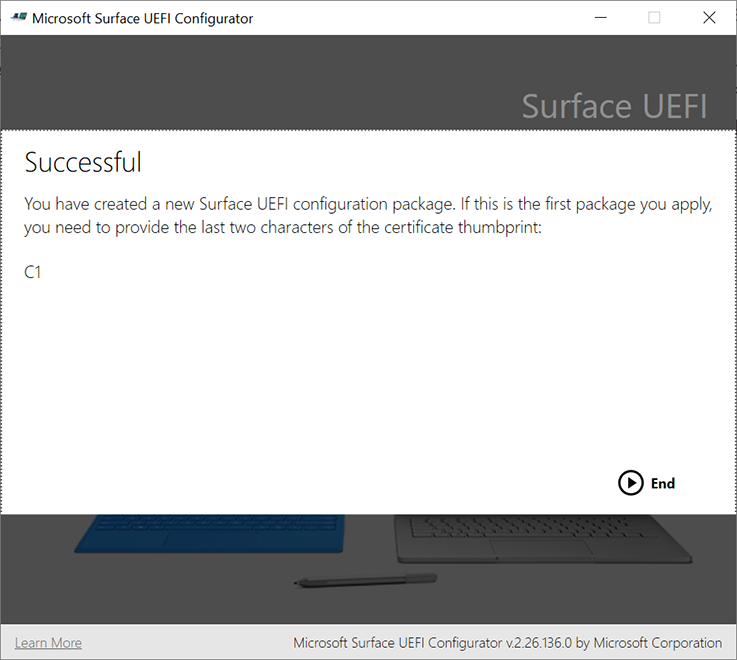 Microsoft Surface UEFI Configurator
Surface UEFI
Successful
You have created a new Surface UEFI configuration package. If this is the first package you apply,
you need to provide the last two characters of the certificate thumbprint:
C1
End
Learn More
Microsoft Surface UEFI Configurator v.2.26.136.0 by Microsoft Corporation